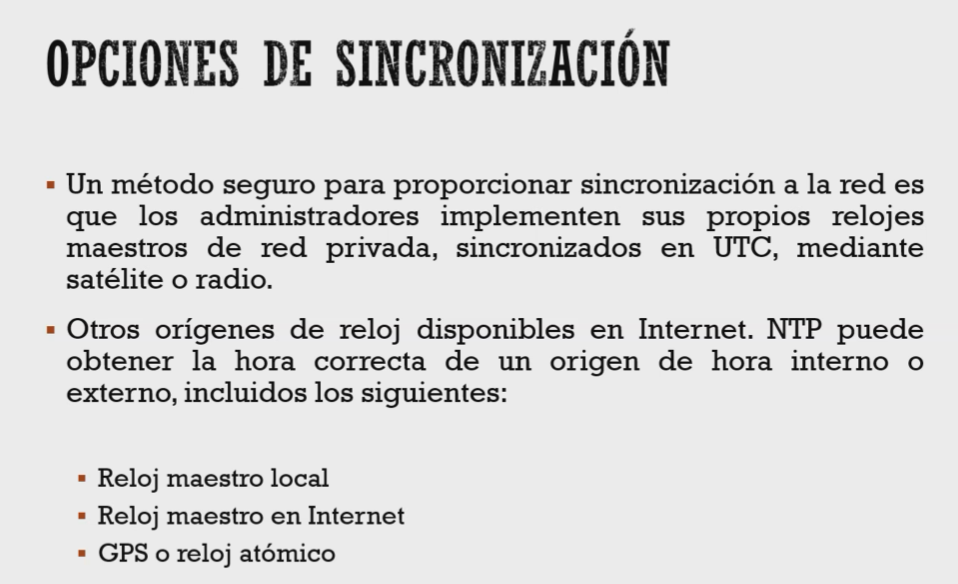 OPCIONES DE SINCRONIZACIÓN
▪ Un método seguro para proporcionar sincronización a la red es
que los administradores implementen sus propios relojes
maestros de red privada, sincronizados en UTC, mediante
satélite o radio.
▪ Otros orígenes de reloj disponibles en Internet. NTP puede
obtener la hora correcta de un origen de hora interno o
externo, incluidos los siguientes:
▪ Reloj maestro local
▪ Reloj maestro en Internet
▪ GPS o reloj atómico